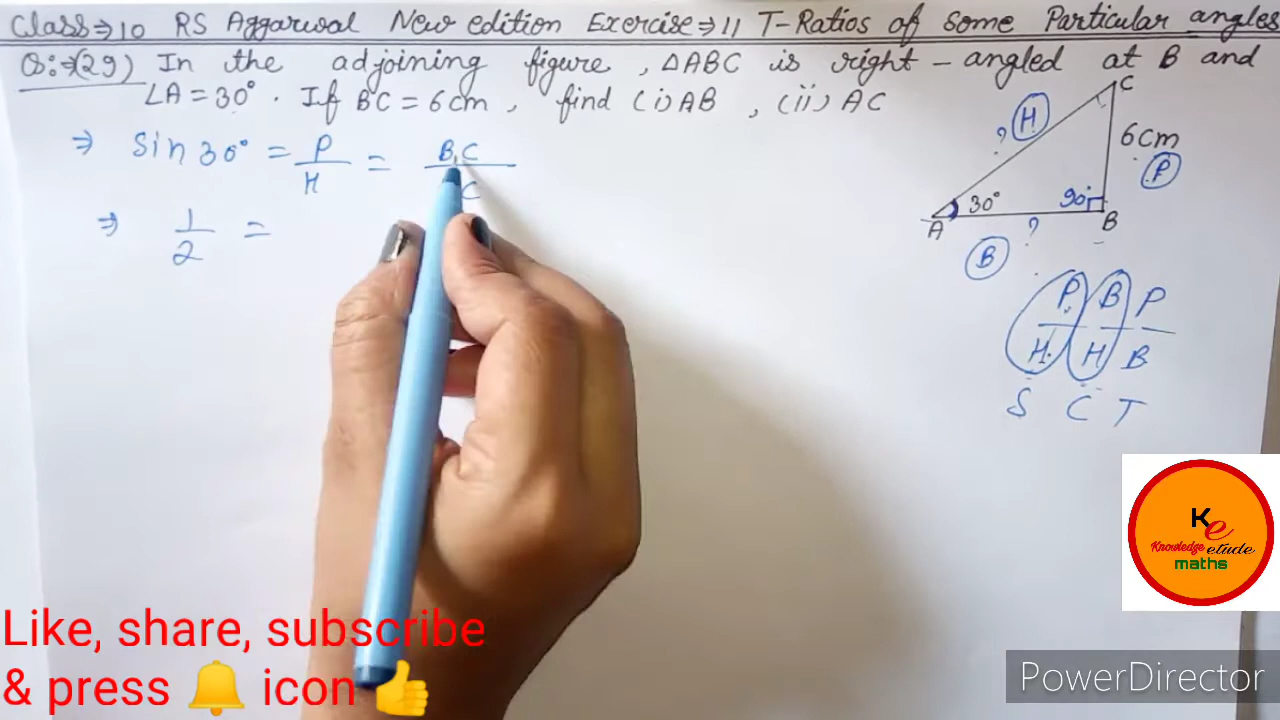 Class⇒10 RS Aggarwal New edition Exercise⇒11 T-Ratios of some Particular angles
Q:⇒(29) In the adjoining figure, △ABC is right-angled at B and
∠A = 30°. If BC = 6cm, find (i) AB, (ii) AC
⇒ Sin 30° = P/H = BC/ C
⇒ 1/2 =
C
H
?
6cm
P
30°
90°
A
B
?
B
P B P
H H B
S C T
Ke
Knowledge etude
maths
Like, share, subscribe
& press 🔔 icon 👍
PowerDirector